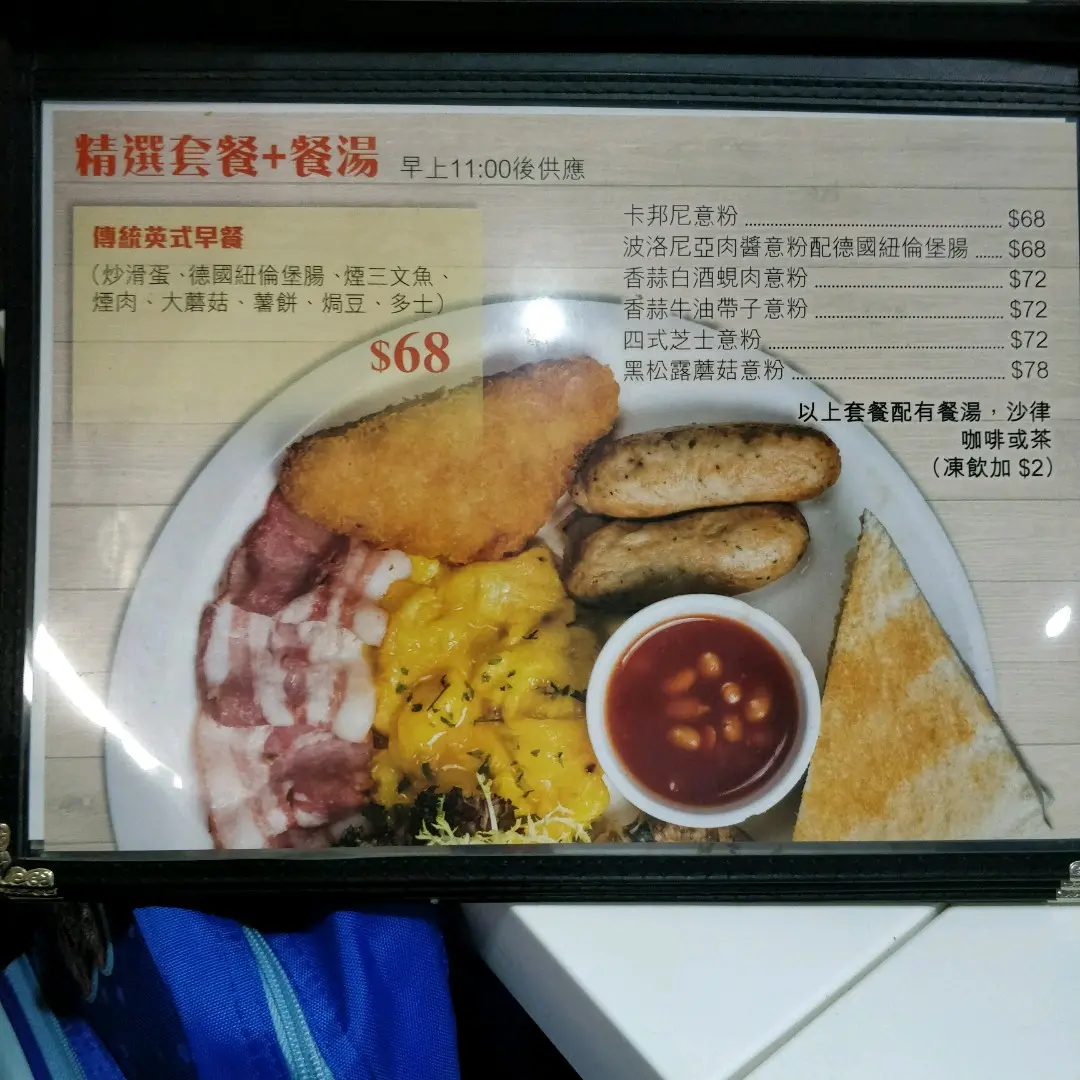 精選套餐+餐湯 早上11:00後供應
傳統英式早餐
（炒滑蛋、德國紐倫堡腸、煙三文魚、
煙肉、大蘑菇、薯餅、焗豆、多士）
$68
卡邦尼意粉 $68
波洛尼亞肉醬意粉配德國紐倫堡腸 $68
香蒜白酒蜆肉意粉 $72
香蒜牛油帶子意粉 $72
四式芝士意粉 $72
黑松露蘑菇意粉 $78
以上套餐配有餐湯，沙律
咖啡或茶
（凍飲加 $2）